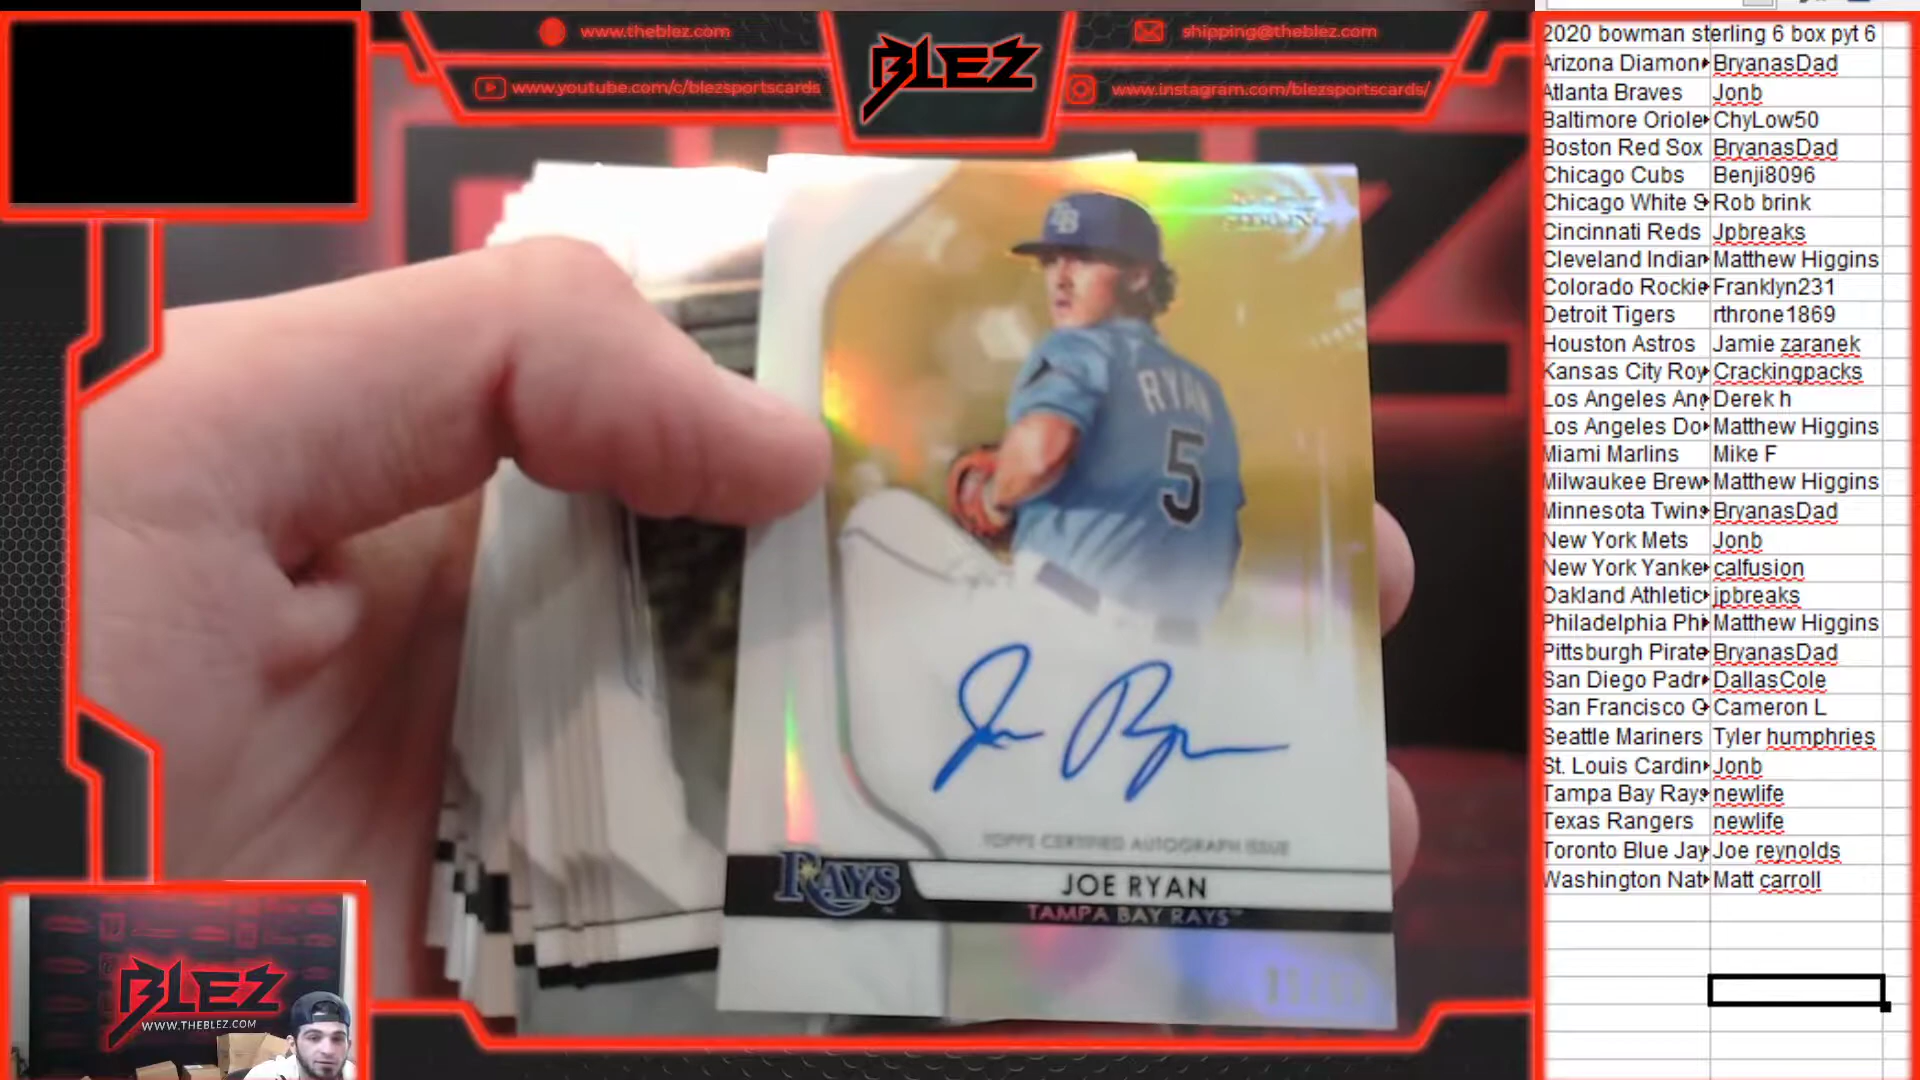 www.theblez.com
www.youtube.com/c/blezsportscards
BLEZ
shipping@theblez.com
www.instagram.com/blezsportscards/
TB
RYAN
5
Joe Ryan
TOPPS CERTIFIED AUTOGRAPH ISSUE
RAYS
JOE RYAN
TAMPA BAY RAYS™
BLEZ
WWW.THEBLEZ.COM
2020 bowman sterling 6 box pyt 6
Arizona Diamon BryanasDad
Atlanta Braves Jonb
Baltimore Oriole ChyLow50
Boston Red Sox BryanasDad
Chicago Cubs Benji8096
Chicago White S Rob brink
Cincinnati Reds Jpbreaks
Cleveland Indian Matthew Higgins
Colorado Rockie Franklyn231
Detroit Tigers rthrone1869
Houston Astros Jamie zaranek
Kansas City Roy Crackingpacks
Los Angeles Ang Derek h
Los Angeles Do Matthew Higgins
Miami Marlins Mike F
Milwaukee Brew Matthew Higgins
Minnesota Twins BryanasDad
New York Mets Jonb
New York Yanke calfusion
Oakland Athletic jpbreaks
Philadelphia Phi Matthew Higgins
Pittsburgh Pirate BryanasDad
San Diego Padr DallasCole
San Francisco G Cameron L
Seattle Mariners Tyler humphries
St. Louis Cardin Jonb
Tampa Bay Rays newlife
Texas Rangers newlife
Toronto Blue Jay Joe reynolds
Washington Nat Matt carroll